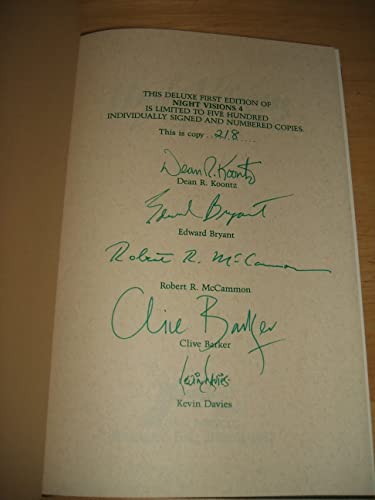 THIS DELUXE FIRST EDITION OF
NIGHT VISIONS 4
IS LIMITED TO FIVE HUNDRED
INDIVIDUALLY SIGNED AND NUMBERED COPIES.
This is copy ..218....
Dean R. Koontz
Dean R. Koontz
Edward Bryant
Edward Bryant
Robert R. McCammon
Robert R. McCammon
Clive Barker
Clive Barker
Kevin Davies
Kevin Davies